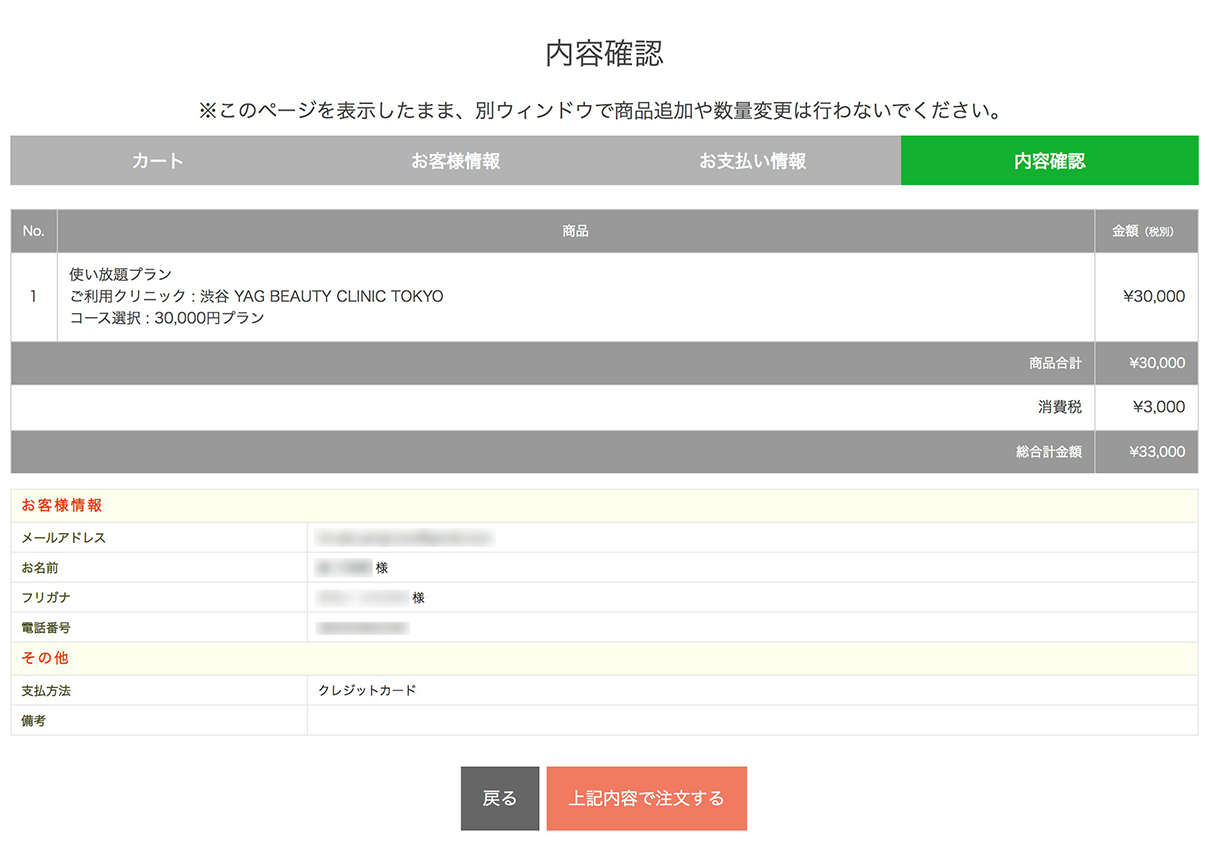 内容確認
※このページを表示したまま、別ウィンドウで商品追加や数量変更は行わないでください。
カート お客様情報 お支払い情報 内容確認
No. 商品 金額（税別）
使い放題プラン
1 ご利用クリニック : 渋谷 YAG BEAUTY CLINIC TOKYO ¥30,000
コース選択 : 30,000円プラン
商品合計 ¥30,000
消費税 ¥3,000
総合計金額 ¥33,000
お客様情報
メールアドレス
お名前 様
フリガナ 様
電話番号
その他
支払方法 クレジットカード
備考
戻る 上記内容で注文する